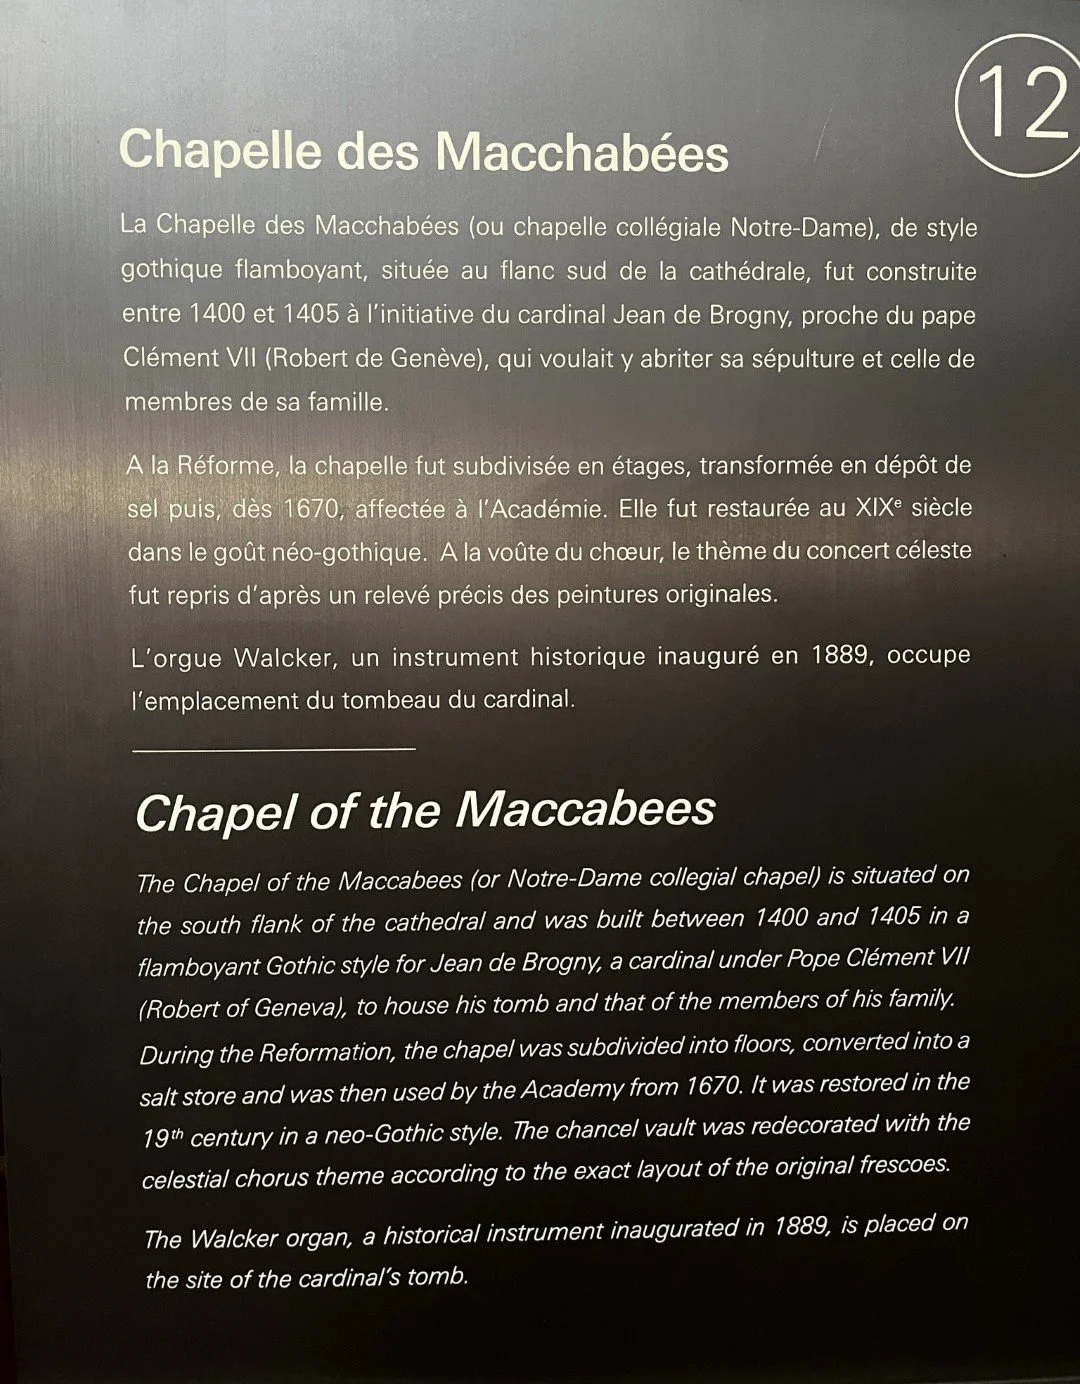 12
Chapelle des Macchabées
La Chapelle des Macchabées (ou chapelle collégiale Notre-Dame), de style
gothique flamboyant, située au flanc sud de la cathédrale, fut construite
entre 1400 et 1405 à l'initiative du cardinal Jean de Brogny, proche du pape
Clément VII (Robert de Genève), qui voulait y abriter sa sépulture et celle de
membres de sa famille.
A la Réforme, la chapelle fut subdivisée en étages, transformée en dépôt de
sel puis, dès 1670, affectée à l'Académie. Elle fut restaurée au XIXe siècle
dans le goût néo-gothique. A la voûte du chœur, le thème du concert céleste
fut repris d'après un relevé précis des peintures originales.
L'orgue Walcker, un instrument historique inauguré en 1889, occupe
l'emplacement du tombeau du cardinal.
Chapel of the Maccabees
The Chapel of the Maccabees (or Notre-Dame collegial chapel) is situated on
the south flank of the cathedral and was built between 1400 and 1405 in a
flamboyant Gothic style for Jean de Brogny, a cardinal under Pope Clément VII
(Robert of Geneva), to house his tomb and that of the members of his family.
During the Reformation, the chapel was subdivided into floors, converted into a
salt store and was then used by the Academy from 1670. It was restored in the
19th century in a neo-Gothic style. The chancel vault was redecorated with the
celestial chorus theme according to the exact layout of the original frescoes.
The Walcker organ, a historical instrument inaugurated in 1889, is placed on
the site of the cardinal's tomb.